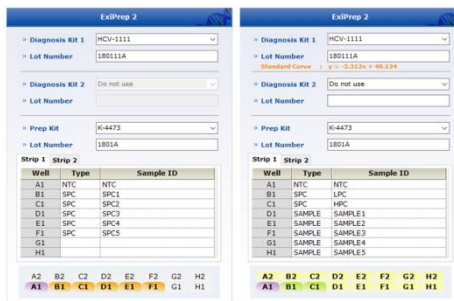 ExiPrep 2
» Diagnosis Kit 1 HCV-1111
» Lot Number 180111A
» Diagnosis Kit 2 Do not use
» Lot Number
» Prep Kit K-4473
» Lot Number 1801A
Strip 1 Strip 2
Well Type Sample ID
A1 NTC NTC
B1 SPC SPC1
C1 SPC SPC2
D1 SPC SPC3
E1 SPC SPC4
F1 SPC SPC5
G1
H1
A2 B2 C2 D2 E2 F2 G2 H2
A1 B1 C1 D1 E1 F1 G1 H1
ExiPrep 2
» Diagnosis Kit 1 HCV-1111
» Lot Number 180111A
Standard Curve : y = -3.312x + 40.124
» Diagnosis Kit 2 Do not use
» Lot Number
» Prep Kit K-4473
» Lot Number 1801A
Strip 1 Strip 2
Well Type Sample ID
A1 NTC NTC
B1 SPC LPC
C1 SPC HPC
D1 SAMPLE SAMPLE1
E1 SAMPLE SAMPLE2
F1 SAMPLE SAMPLE3
G1 SAMPLE SAMPLE4
H1 SAMPLE SAMPLE5
A2 B2 C2 D2 E2 F2 G2 H2
A1 B1 C1 D1 E1 F1 G1 H1